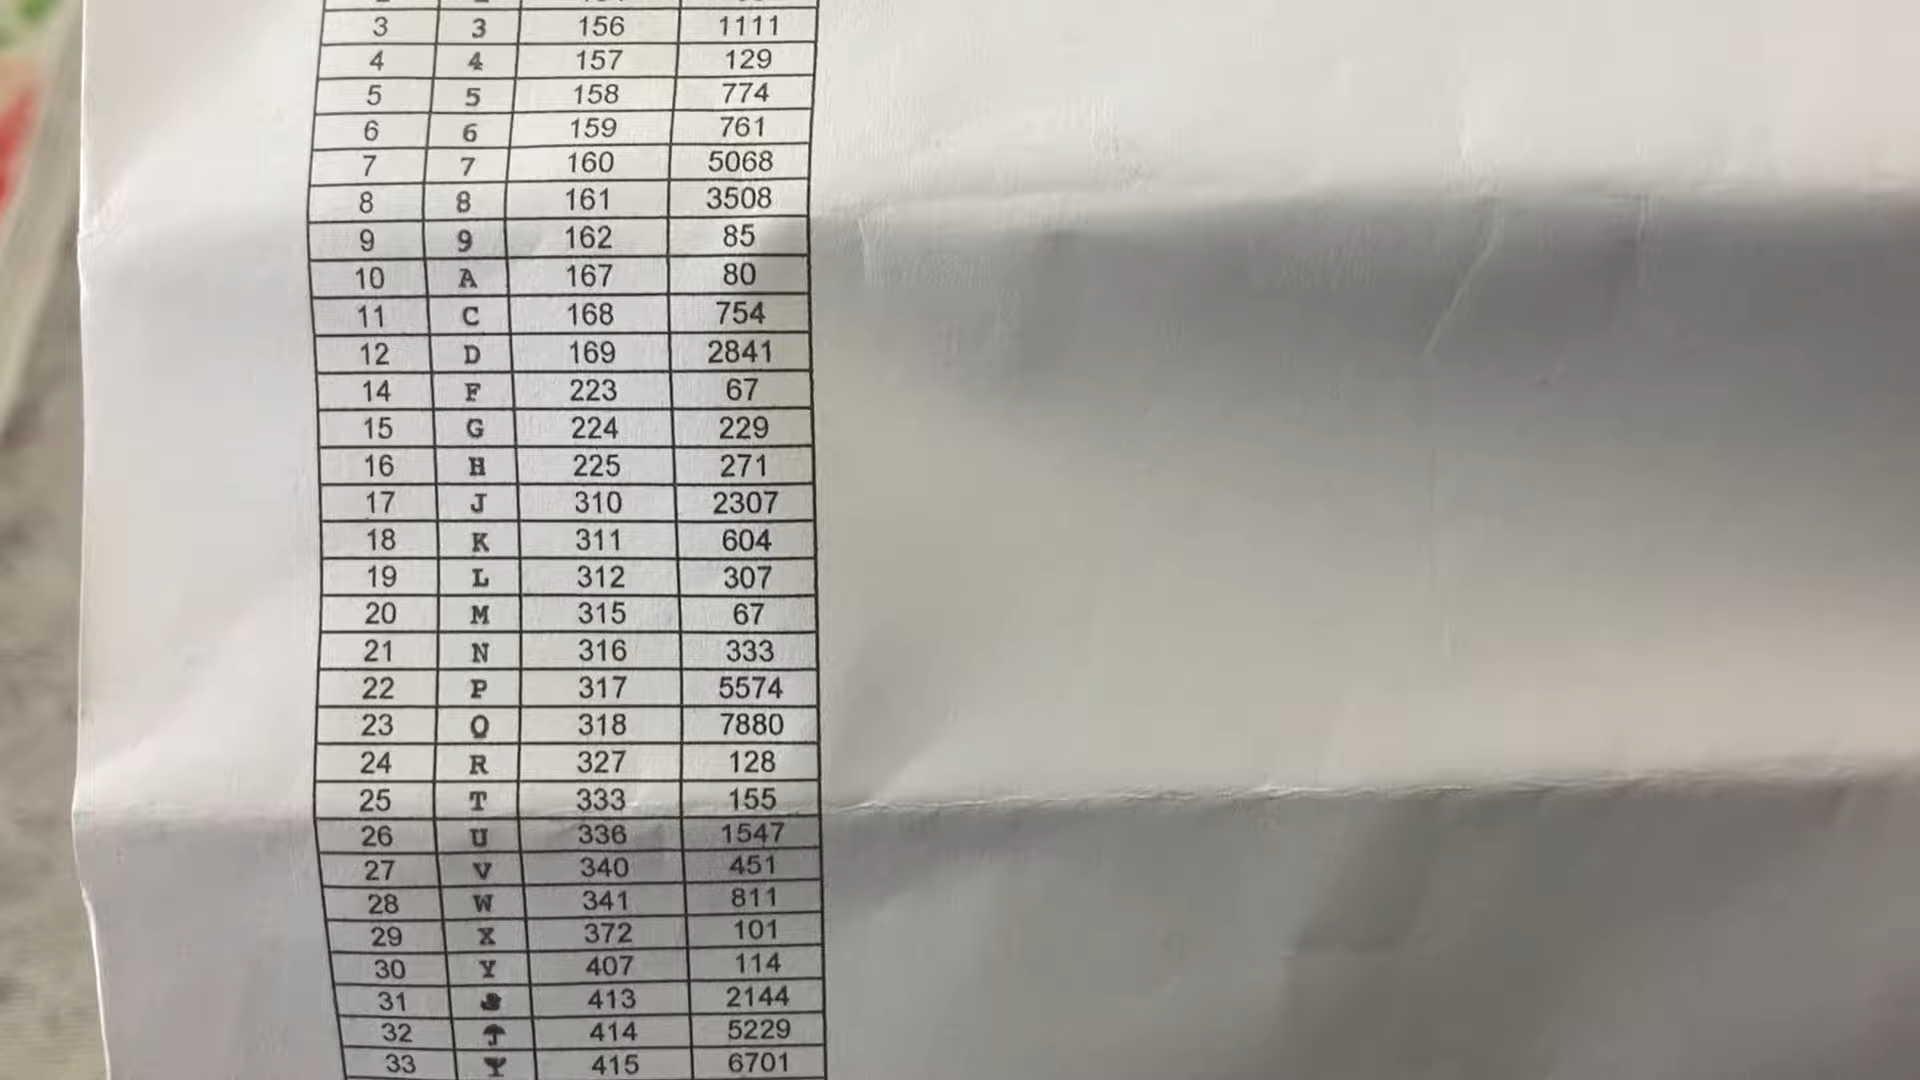 3 3 156 1111
4 4 157 129
5 5 158 774
6 6 159 761
7 7 160 5068
8 8 161 3508
9 9 162 85
10 A 167 80
11 C 168 754
12 D 169 2841
14 F 223 67
15 G 224 229
16 H 225 271
17 J 310 2307
18 K 311 604
19 L 312 307
20 M 315 67
21 N 316 333
22 P 317 5574
23 Q 318 7880
24 R 327 128
25 T 333 155
26 U 336 1547
27 V 340 451
28 W 341 811
29 X 372 101
30 Y 407 114
31 413 2144
32 ☂ 414 5229
33 415 6701